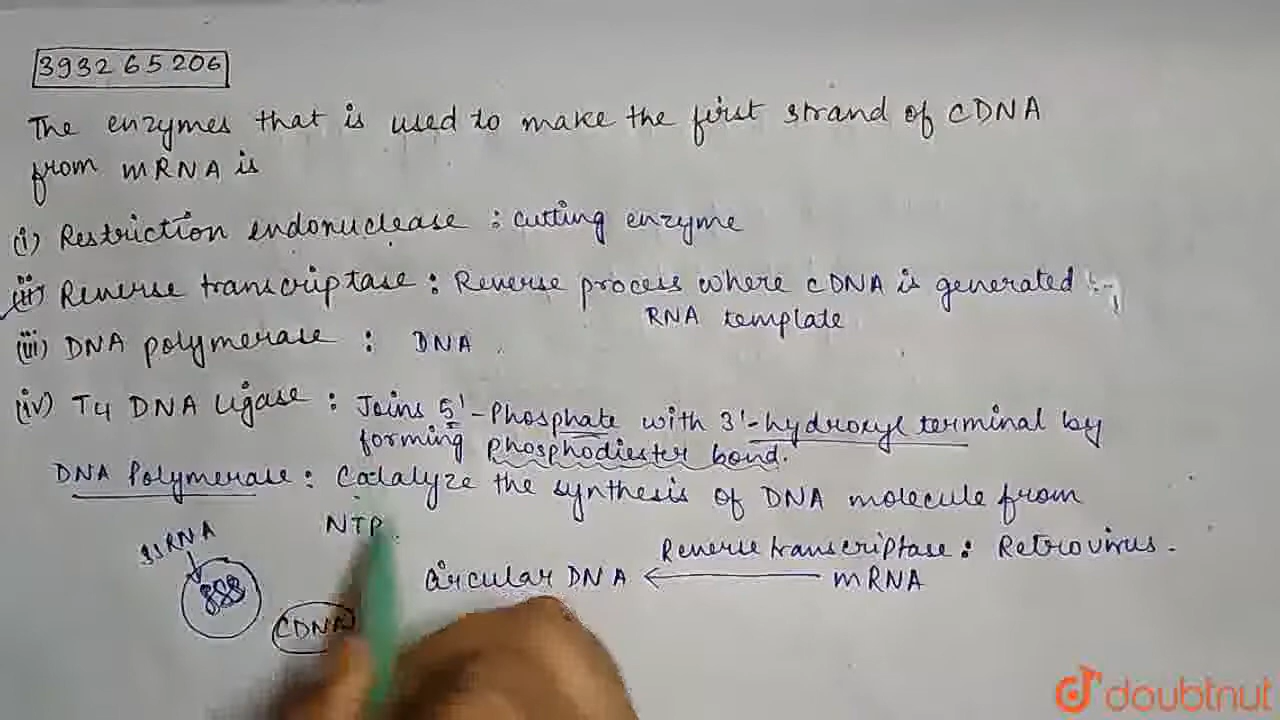 393265206
The enzymes that is used to make the first strand of CDNA
from mRNA is
(i) Restriction endonuclease : Cutting enzyme
(ii) Reverse transcriptase : Reverse process where cDNA is generated :-
RNA template
(iii) DNA polymerase : DNA
(iv) T4 DNA ligase : Joins 5'-Phosphate with 3'-hydroxyl terminal by
forming Phosphodiester bond.
DNA Polymerase : Catalyze the synthesis of DNA molecule from
NTP.
ssRNA
Reverse transcriptase : Retrovirus.
Circular DNA ← mRNA
CDNA
doubtnut